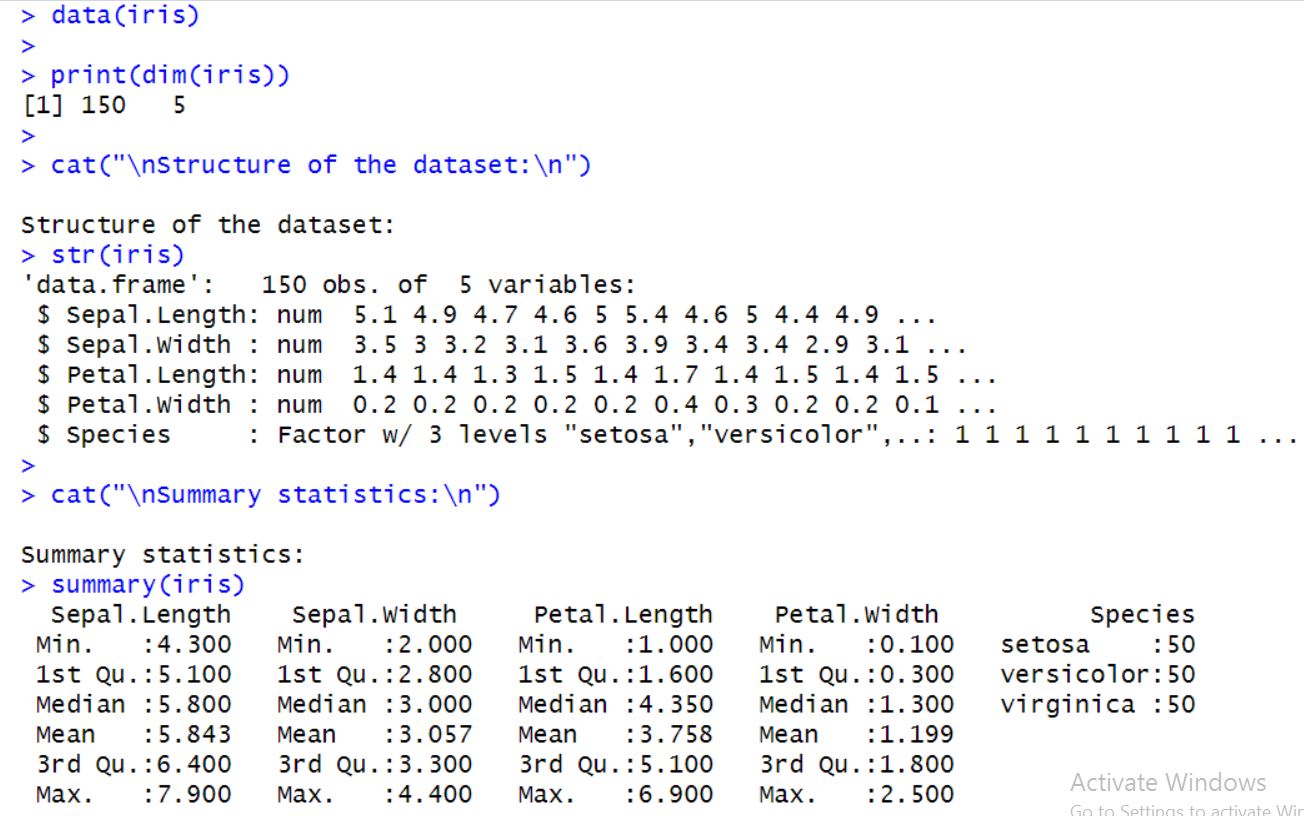 > data(iris)
>
> print(dim(iris))
[1] 150   5
>
> cat("\nStructure of the dataset:\n")

Structure of the dataset:
> str(iris)
'data.frame':   150 obs. of  5 variables:
 $ Sepal.Length: num  5.1 4.9 4.7 4.6 5 5.4 4.6 5 4.4 4.9 ...
 $ Sepal.Width : num  3.5 3 3.2 3.1 3.6 3.9 3.4 3.4 2.9 3.1 ...
 $ Petal.Length: num  1.4 1.4 1.3 1.5 1.4 1.7 1.4 1.5 1.4 1.5 ...
 $ Petal.Width : num  0.2 0.2 0.2 0.2 0.2 0.4 0.3 0.2 0.2 0.1 ...
 $ Species     : Factor w/ 3 levels "setosa","versicolor",..: 1 1 1 1 1 1 1 1 1 1 ...
>
> cat("\nSummary statistics:\n")

Summary statistics:
> summary(iris)
  Sepal.Length    Sepal.Width     Petal.Length    Petal.Width          Species
 Min.   :4.300   Min.   :2.000   Min.   :1.000   Min.   :0.100   setosa    :50
 1st Qu.:5.100   1st Qu.:2.800   1st Qu.:1.600   1st Qu.:0.300   versicolor:50
 Median :5.800   Median :3.000   Median :4.350   Median :1.300   virginica :50
 Mean   :5.843   Mean   :3.057   Mean   :3.758   Mean   :1.199
 3rd Qu.:6.400   3rd Qu.:3.300   3rd Qu.:5.100   3rd Qu.:1.800
 Max.   :7.900   Max.   :4.400   Max.   :6.900   Max.   :2.500
Activate Windows
Go to Settings to activate